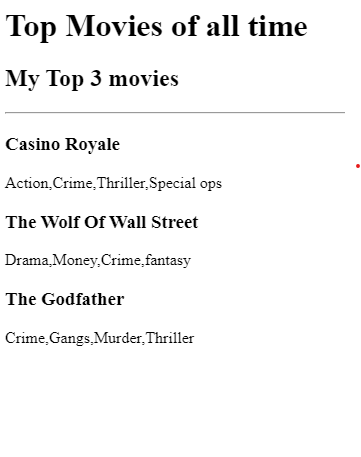 Top Movies of all time
My Top 3 movies
Casino Royale
Action,Crime,Thriller,Special ops
The Wolf Of Wall Street
Drama,Money,Crime,fantasy
The Godfather
Crime,Gangs,Murder,Thriller